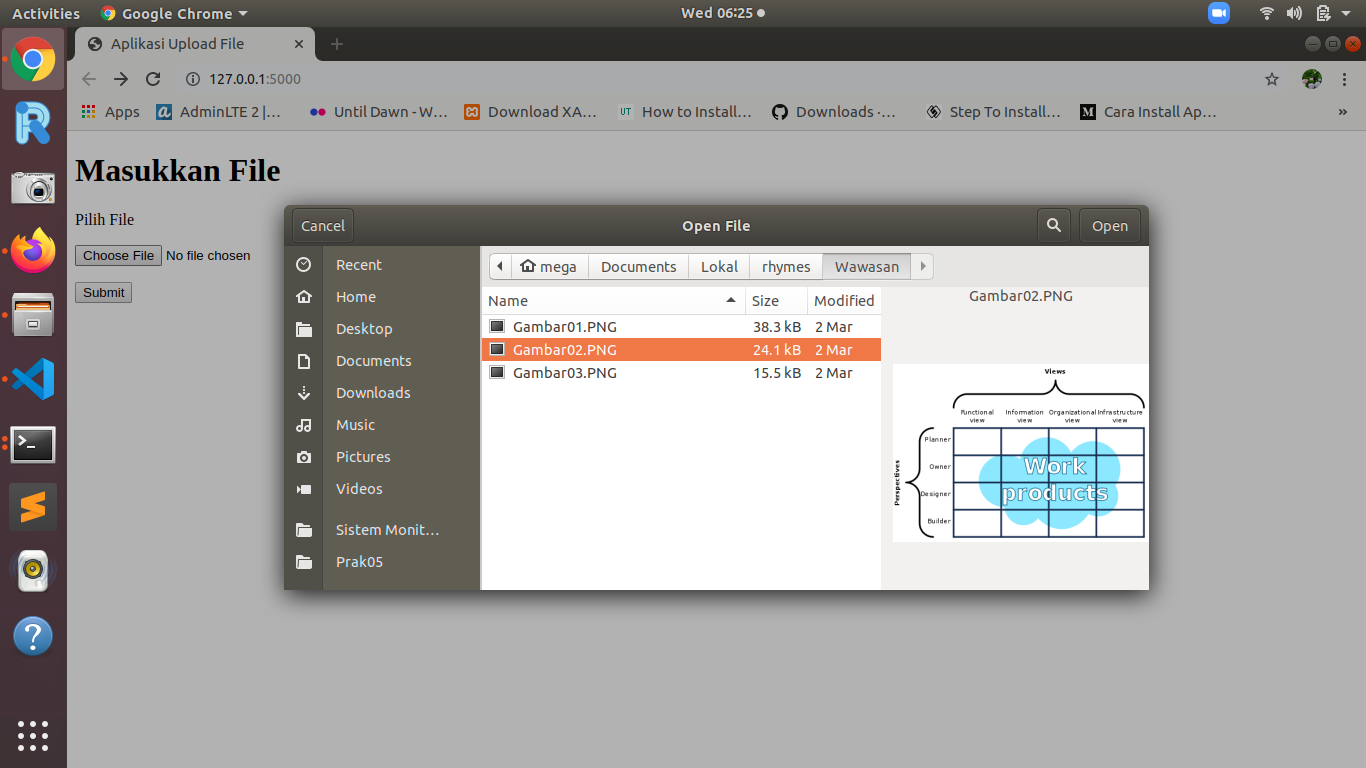 Activities
Google Chrome
Wed 06:25
Aplikasi Upload File
127.0.0.1:5000
Apps
AdminLTE 2 |...
Until Dawn - W...
Download XA...
UT
How to Install...
Downloads ·...
Step To Install...
M
Cara Install Ap...
»
Masukkan File
Pilih File
Choose File No file chosen
Submit
Cancel
Open File
Open
Recent
Home
Desktop
Documents
Downloads
Music
Pictures
Videos
Sistem Monit...
Prak05
mega
Documents
Lokal
rhymes
Wawasan
Name Size Modified
Gambar01.PNG 38.3 kB 2 Mar
Gambar02.PNG 24.1 kB 2 Mar
Gambar03.PNG 15.5 kB 2 Mar
Gambar02.PNG
Views
Functional view
Information view
Organizational view
Infrastructure view
Perspectives
Planner
Owner
Designer
Builder
Work
products